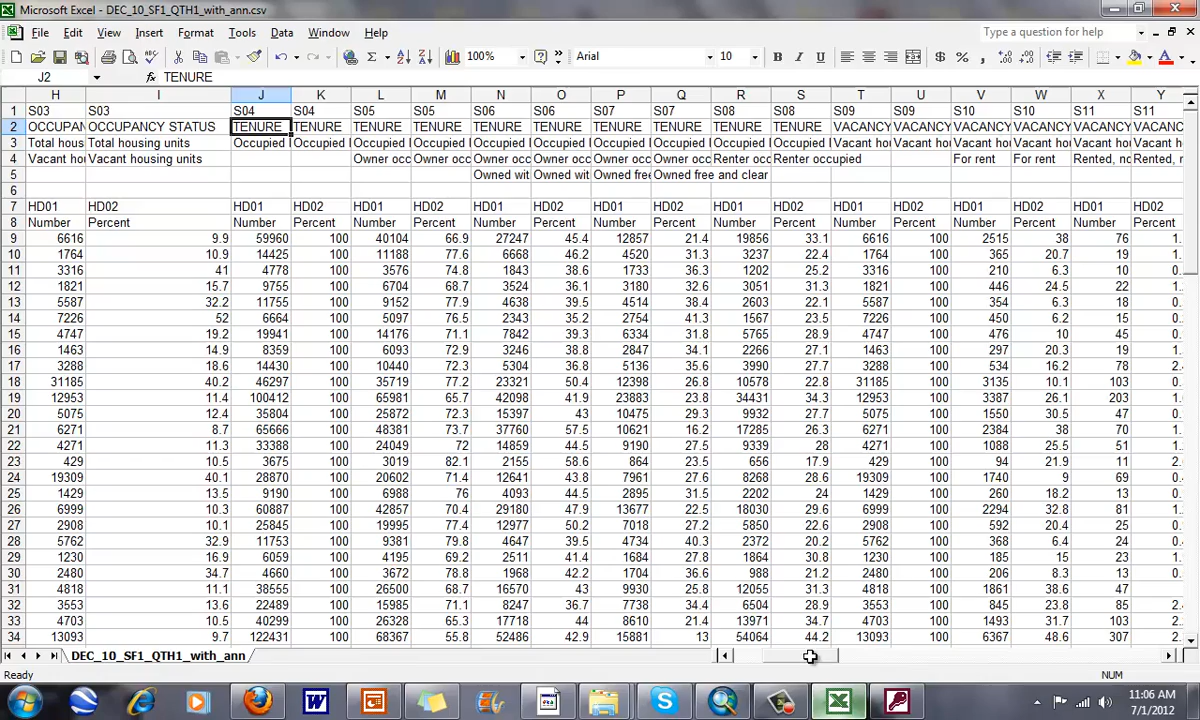 Microsoft Excel - DEC_10_SF1_QTH1_with_ann.csv
File Edit View Insert Format Tools Data Window Help Type a question for help
100% Arial 10 B I U
J2 fx TENURE
H I J K L M N O P Q R S T U V W X Y
1 S03 S03 S04 S04 S05 S05 S06 S06 S07 S07 S08 S08 S09 S09 S10 S10 S11 S11
2 OCCUPAN OCCUPANCY STATUS TENURE TENURE TENURE TENURE TENURE TENURE TENURE TENURE TENURE TENURE VACANCY VACANCY VACANCY VACANCY VACANCY VACANC
3 Total hous Total housing units Occupied Occupied Occupied Occupied Occupied Occupied Occupied Occupied Occupied Occupied Vacant ho Vacant ho Vacant ho Vacant ho Vacant ho Vacant h
4 Vacant hou Vacant housing units Owner occ Owner occ Owner occ Owner occ Owner occ Owner occ Renter occ Renter occupied For rent For rent Rented, no Rented,
5 Owned wit Owned wit Owned free Owned free and clear
6
7 HD01 HD02 HD01 HD02 HD01 HD02 HD01 HD02 HD01 HD02 HD01 HD02 HD01 HD02 HD01 HD02 HD01 HD02
8 Number Percent Number Percent Number Percent Number Percent Number Percent Number Percent Number Percent Number Percent Number Percent
9 6616 9.9 59960 100 40104 66.9 27247 45.4 12857 21.4 19856 33.1 6616 100 2515 38 76 1.
10 1764 10.9 14425 100 11188 77.6 6668 46.2 4520 31.3 3237 22.4 1764 100 365 20.7 19 1.
11 3316 41 4778 100 3576 74.8 1843 38.6 1733 36.3 1202 25.2 3316 100 210 6.3 10 0.
12 1821 15.7 9755 100 6704 68.7 3524 36.1 3180 32.6 3051 31.3 1821 100 446 24.5 22 1.
13 5587 32.2 11755 100 9152 77.9 4638 39.5 4514 38.4 2603 22.1 5587 100 354 6.3 18 0.
14 7226 52 6664 100 5097 76.5 2343 35.2 2754 41.3 1567 23.5 7226 100 450 6.2 15 0.
15 4747 19.2 19941 100 14176 71.1 7842 39.3 6334 31.8 5765 28.9 4747 100 476 10 45 0.
16 1463 14.9 8359 100 6093 72.9 3246 38.8 2847 34.1 2266 27.1 1463 100 297 20.3 19 1.
17 3288 18.6 14430 100 10440 72.3 5304 36.8 5136 35.6 3990 27.7 3288 100 534 16.2 78 2.
18 31185 40.2 46297 100 35719 77.2 23321 50.4 12398 26.8 10578 22.8 31185 100 3135 10.1 103 0.
19 12953 11.4 100412 100 65981 65.7 42098 41.9 23883 23.8 34431 34.3 12953 100 3387 26.1 203 1.
20 5075 12.4 35804 100 25872 72.3 15397 43 10475 29.3 9932 27.7 5075 100 1550 30.5 47 0.
21 6271 8.7 65666 100 48381 73.7 37760 57.5 10621 16.2 17285 26.3 6271 100 2384 38 70 1.
22 4271 11.3 33388 100 24049 72 14859 44.5 9190 27.5 9339 28 4271 100 1088 25.5 51 1.
23 429 10.5 3675 100 3019 82.1 2155 58.6 864 23.5 656 17.9 429 100 94 21.9 11 2.
24 19309 40.1 28870 100 20602 71.4 12641 43.8 7961 27.6 8268 28.6 19309 100 1740 9 69 0.
25 1429 13.5 9190 100 6988 76 4093 44.5 2895 31.5 2202 24 1429 100 260 18.2 13 0.
26 6999 10.3 60887 100 42857 70.4 29180 47.9 13677 22.5 18030 29.6 6999 100 2294 32.8 81 1.
27 2908 10.1 25845 100 19995 77.4 12977 50.2 7018 27.2 5850 22.6 2908 100 592 20.4 25 0.
28 5762 32.9 11753 100 9381 79.8 4647 39.5 4734 40.3 2372 20.2 5762 100 368 6.4 24 0.
29 1230 16.9 6059 100 4195 69.2 2511 41.4 1684 27.8 1864 30.8 1230 100 185 15 23 1.
30 2480 34.7 4660 100 3672 78.8 1968 42.2 1704 36.6 988 21.2 2480 100 206 8.3 13 0.
31 4818 11.1 38555 100 26500 68.7 16570 43 9930 25.8 12055 31.3 4818 100 1861 38.6 47
32 3553 13.6 22489 100 15985 71.1 8247 36.7 7738 34.4 6504 28.9 3553 100 845 23.8 85 2.
33 4703 10.5 40299 100 26328 65.3 17718 44 8610 21.4 13971 34.7 4703 100 1493 31.7 103 2.
34 13093 9.7 122431 100 68367 55.8 52486 42.9 15881 13 54064 44.2 13093 100 6367 48.6 307 2.
DEC_10_SF1_QTH1_with_ann
Ready NUM
11:06 AM
7/1/2012